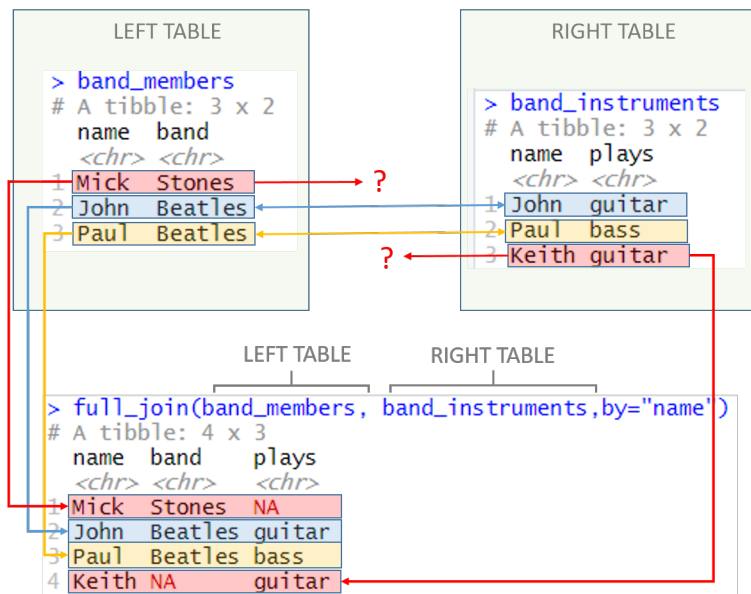 LEFT TABLE
> band_members
# A tibble: 3 x 2
name band
<chr> <chr>
1 Mick Stones
2 John Beatles
3 Paul Beatles
?
RIGHT TABLE
> band_instruments
# A tibble: 3 x 2
name plays
<chr> <chr>
1 John guitar
2 Paul bass
3 Keith guitar
?
LEFT TABLE
RIGHT TABLE
> full_join(band_members, band_instruments,by="name")
# A tibble: 4 x 3
name band plays
<chr> <chr> <chr>
1 Mick Stones NA
2 John Beatles guitar
3 Paul Beatles bass
4 Keith NA guitar